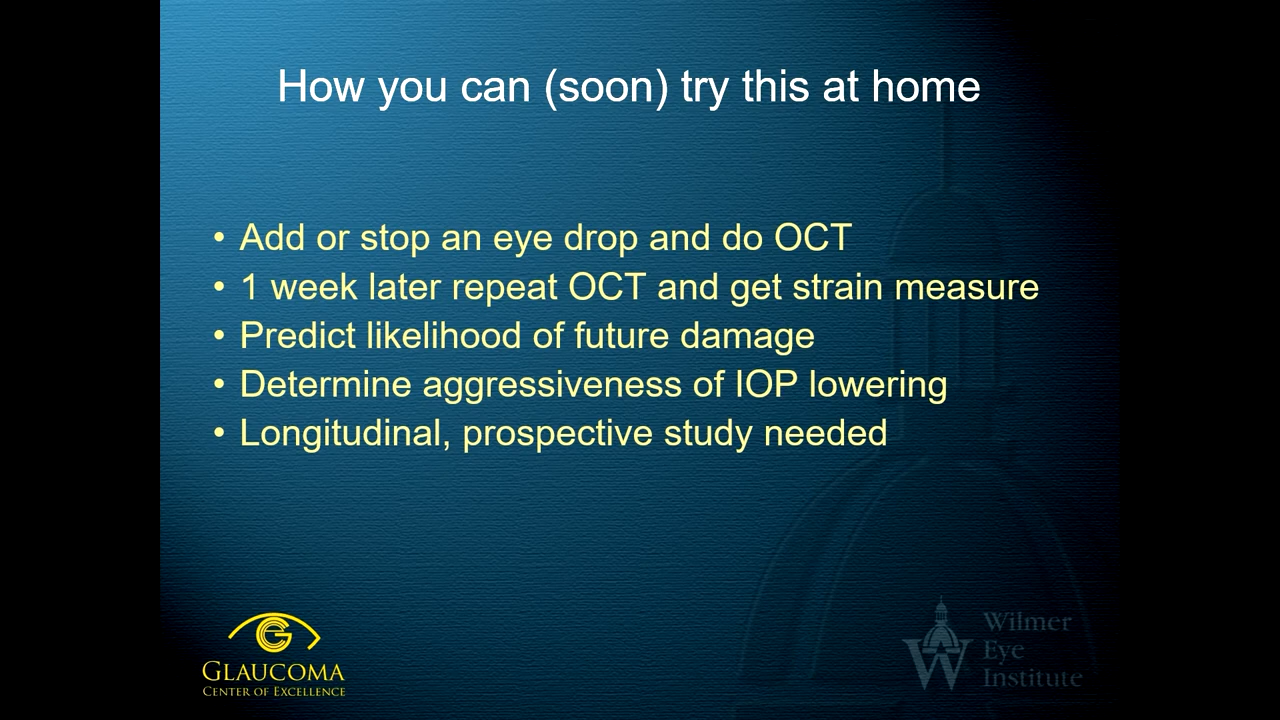 How you can (soon) try this at home
• Add or stop an eye drop and do OCT
• 1 week later repeat OCT and get strain measure
• Predict likelihood of future damage
• Determine aggressiveness of IOP lowering
• Longitudinal, prospective study needed
GLAUCOMA
CENTER OF EXCELLENCE
Wilmer
Eye
Institute